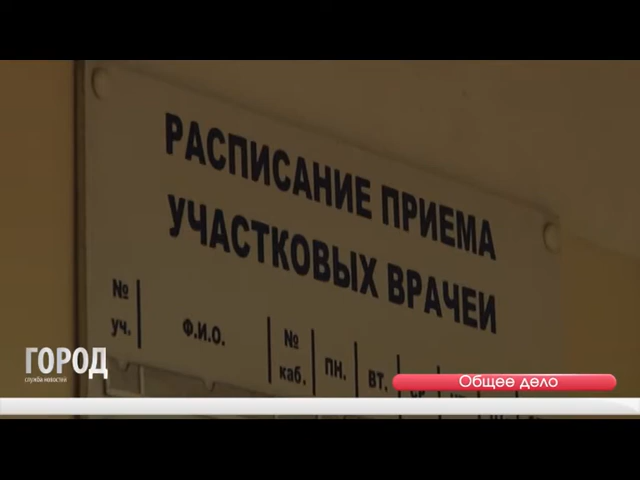 РАСПИСАНИЕ ПРИЕМА
УЧАСТКОВЫХ ВРАЧЕЙ
№ уч.
Ф.И.О.
№ каб.
ПН.
ВТ.
ГОРОД
служба новостей
Общее дело